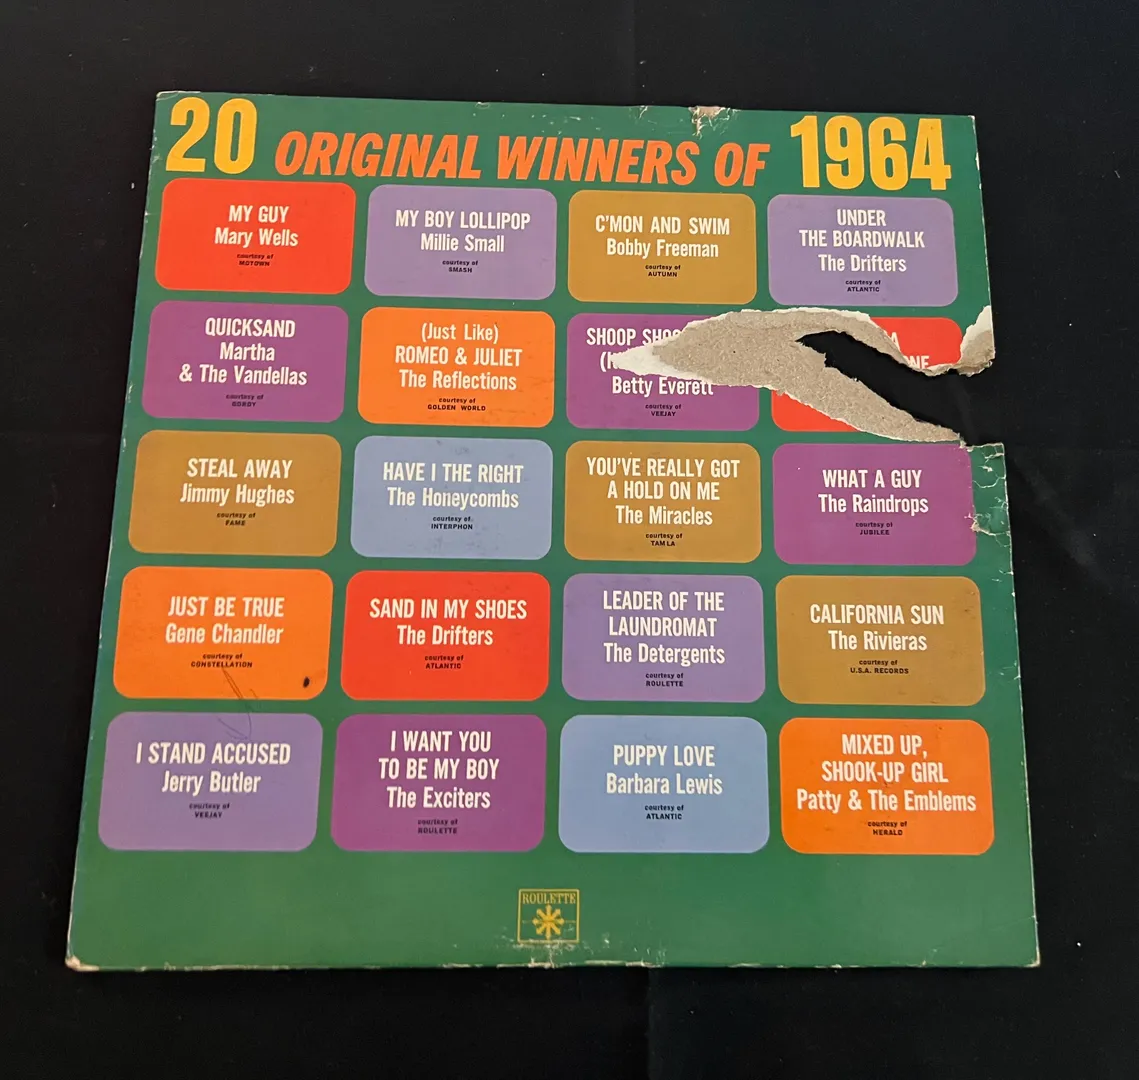 20 ORIGINAL WINNERS OF 1964
MY GUY
Mary Wells
courtesy of
MOTOWN
MY BOY LOLLIPOP
Millie Small
courtesy of
SMASH
C'MON AND SWIM
Bobby Freeman
courtesy of
AUTUMN
UNDER
THE BOARDWALK
The Drifters
courtesy of
ATLANTIC
QUICKSAND
Martha
& The Vandellas
courtesy of
GORDY
(Just Like)
ROMEO & JULIET
The Reflections
courtesy of
GOLDEN WORLD
SHOOP
Betty Everett
courtesy of
VEEJAY
STEAL AWAY
Jimmy Hughes
courtesy of
FAME
HAVE I THE RIGHT
The Honeycombs
courtesy of
INTERPHON
YOU'VE REALLY GOT
A HOLD ON ME
The Miracles
courtesy of
TAMLA
WHAT A GUY
The Raindrops
courtesy of
JUBILEE
JUST BE TRUE
Gene Chandler
courtesy of
CONSTELLATION
SAND IN MY SHOES
The Drifters
courtesy of
ATLANTIC
LEADER OF THE
LAUNDROMAT
The Detergents
courtesy of
ROULETTE
CALIFORNIA SUN
The Rivieras
courtesy of
U.S.A. RECORDS
I STAND ACCUSED
Jerry Butler
courtesy of
VEEJAY
I WANT YOU
TO BE MY BOY
The Exciters
courtesy of
ROULETTE
PUPPY LOVE
Barbara Lewis
courtesy of
ATLANTIC
MIXED UP,
SHOOK-UP GIRL
Patty & The Emblems
courtesy of
HERALD
ROULETTE